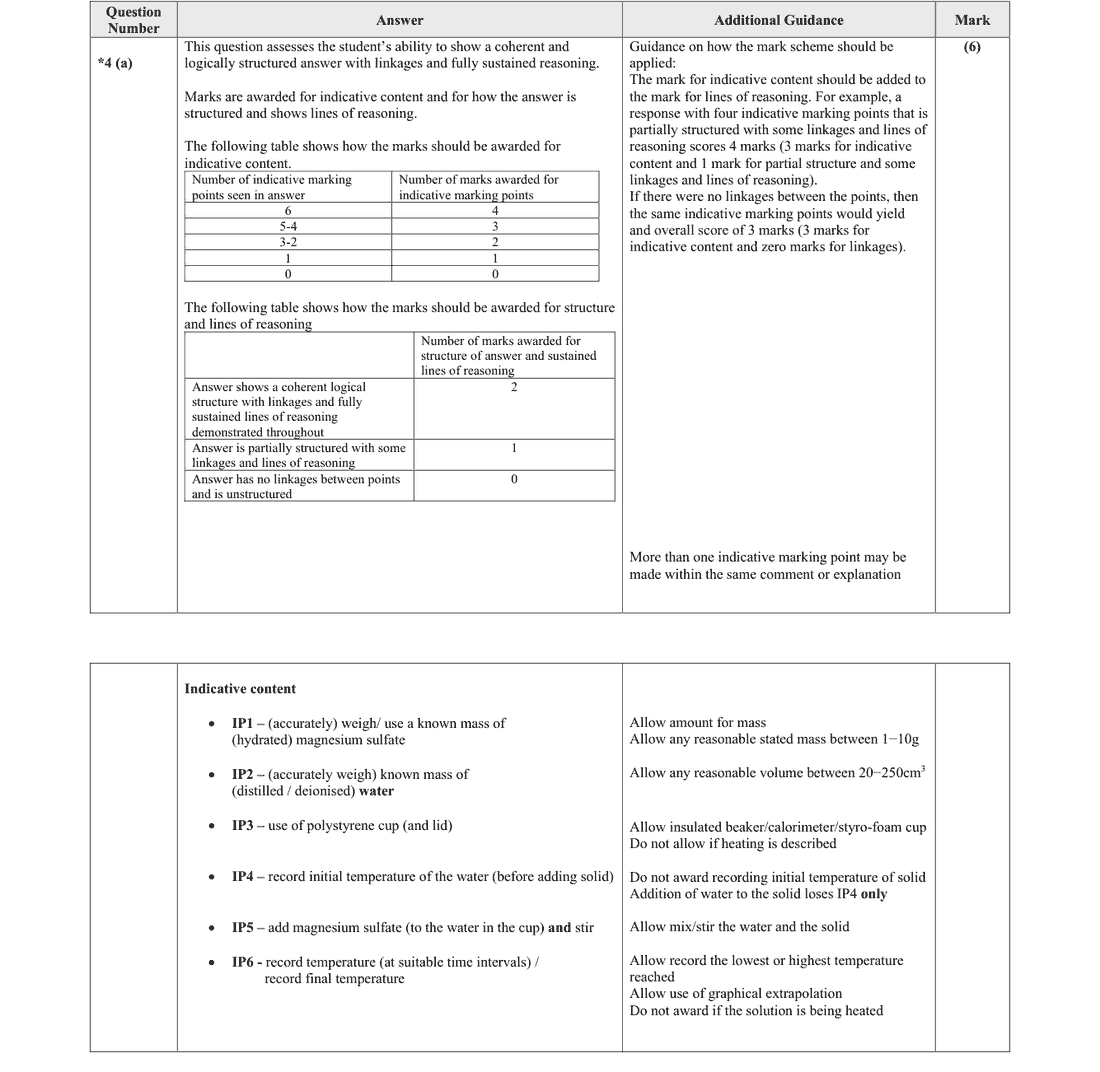 Question Number
Answer
Additional Guidance
Mark
*4 (a)
This question assesses the student’s ability to show a coherent and
logically structured answer with linkages and fully sustained reasoning.
Marks are awarded for indicative content and for how the answer is
structured and shows lines of reasoning.
The following table shows how the marks should be awarded for
indicative content.
Number of indicative marking
points seen in answer
Number of marks awarded for
indicative marking points
6 4
5-4 3
3-2 2
1 1
0 0
The following table shows how the marks should be awarded for structure
and lines of reasoning
Number of marks awarded for
structure of answer and sustained
lines of reasoning
Answer shows a coherent logical
structure with linkages and fully
sustained lines of reasoning
demonstrated throughout
2
Answer is partially structured with some
linkages and lines of reasoning
1
Answer has no linkages between points
and is unstructured
0
Guidance on how the mark scheme should be
applied:
The mark for indicative content should be added to
the mark for lines of reasoning. For example, a
response with four indicative marking points that is
partially structured with some linkages and lines of
reasoning scores 4 marks (3 marks for indicative
content and 1 mark for partial structure and some
linkages and lines of reasoning).
If there were no linkages between the points, then
the same indicative marking points would yield
and overall score of 3 marks (3 marks for
indicative content and zero marks for linkages).
More than one indicative marking point may be
made within the same comment or explanation
(6)
Indicative content
• IP1 – (accurately) weigh/ use a known mass of
(hydrated) magnesium sulfate
Allow amount for mass
Allow any reasonable stated mass between 1−10g
• IP2 – (accurately weigh) known mass of
(distilled / deionised) water
Allow any reasonable volume between 20−250cm³
• IP3 – use of polystyrene cup (and lid)
Allow insulated beaker/calorimeter/styro-foam cup
Do not allow if heating is described
• IP4 – record initial temperature of the water (before adding solid)
Do not award recording initial temperature of solid
Addition of water to the solid loses IP4 only
• IP5 – add magnesium sulfate (to the water in the cup) and stir
Allow mix/stir the water and the solid
• IP6 - record temperature (at suitable time intervals) /
record final temperature
Allow record the lowest or highest temperature
reached
Allow use of graphical extrapolation
Do not award if the solution is being heated